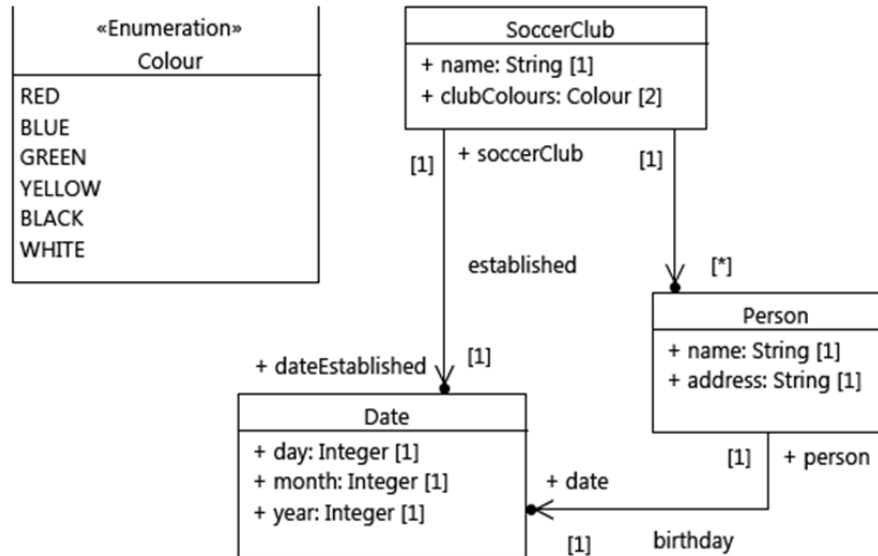 «Enumeration»
Colour
RED
BLUE
GREEN
YELLOW
BLACK
WHITE
SoccerClub
+ name: String [1]
+ clubColours: Colour [2]
[1]
+ soccerClub
[1]
established
[*]
+ dateEstablished
[1]
Person
+ name: String [1]
+ address: String [1]
Date
+ day: Integer [1]
+ month: Integer [1]
+ year: Integer [1]
[1]
+ person
+ date
[1]
birthday